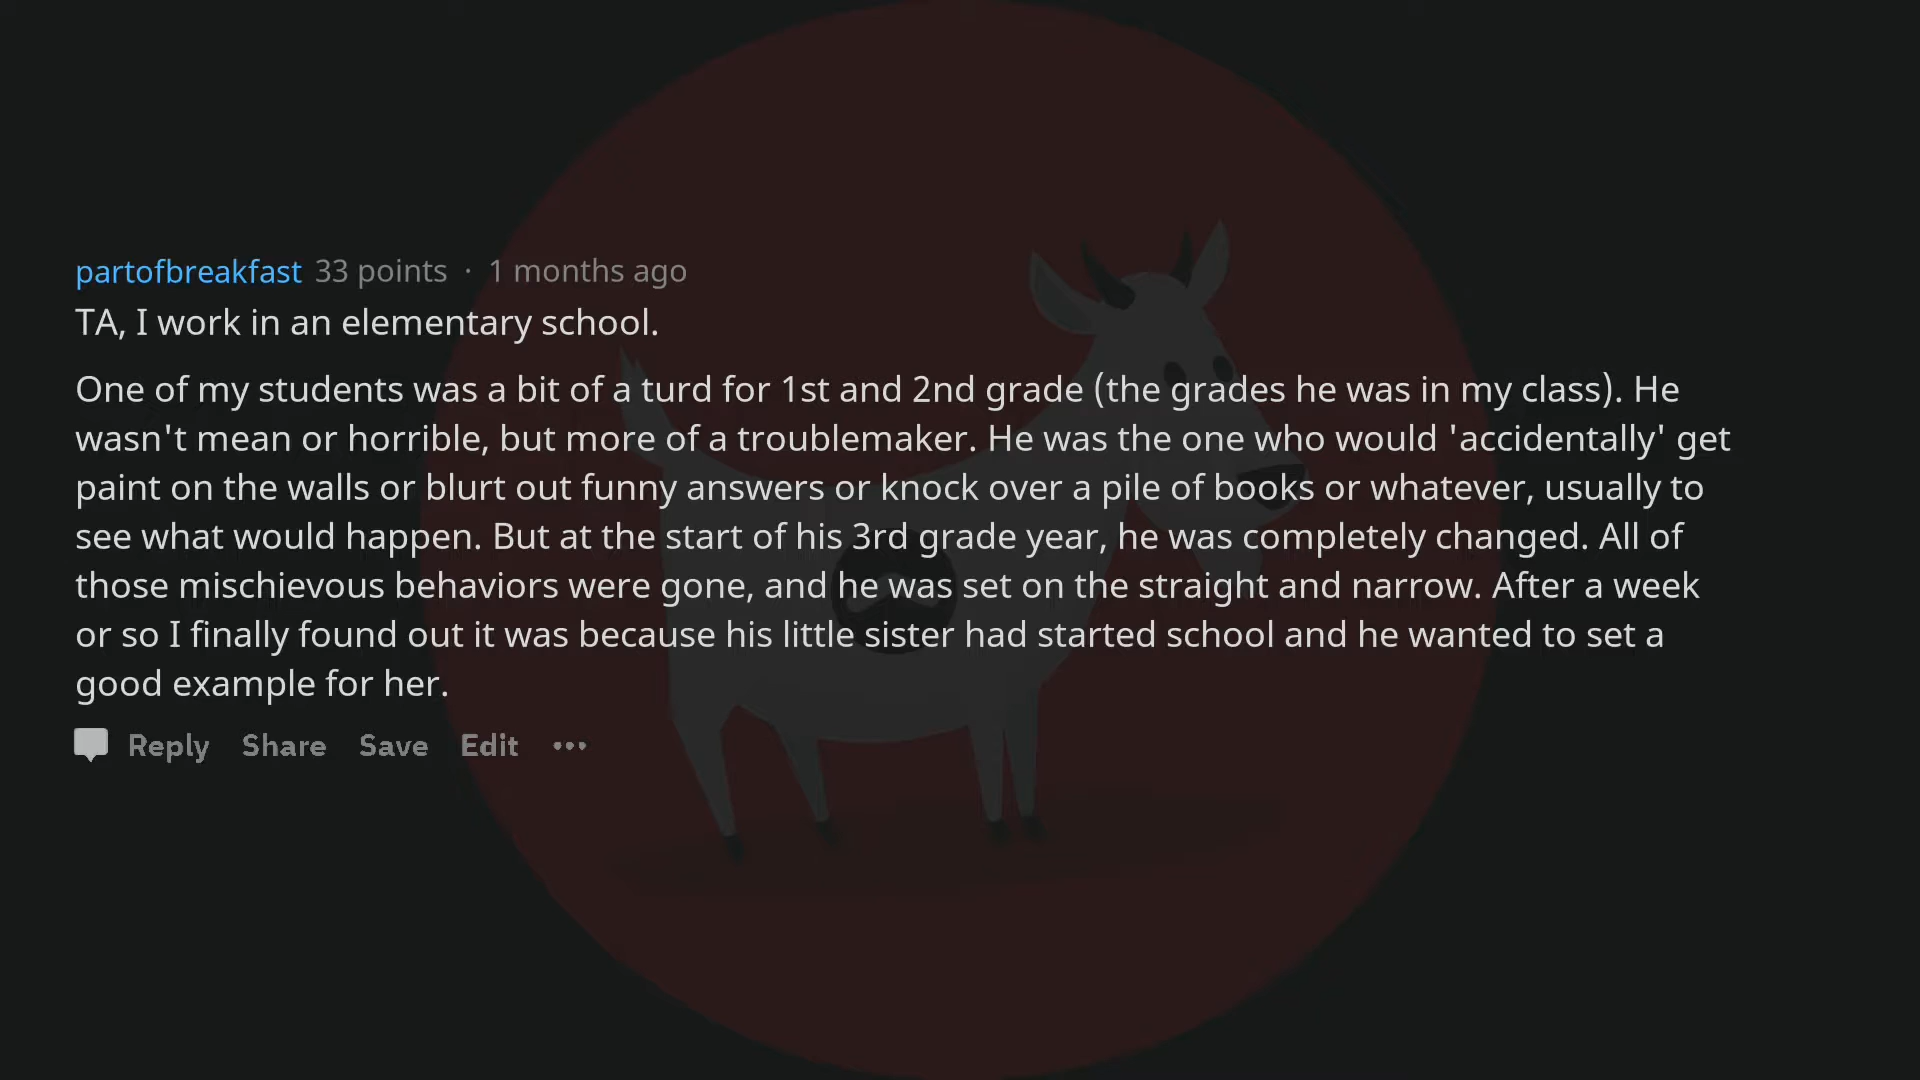 partofbreakfast 33 points · 1 months ago
TA, I work in an elementary school.
One of my students was a bit of a turd for 1st and 2nd grade (the grades he was in my class). He
wasn't mean or horrible, but more of a troublemaker. He was the one who would 'accidentally' get
paint on the walls or blurt out funny answers or knock over a pile of books or whatever, usually to
see what would happen. But at the start of his 3rd grade year, he was completely changed. All of
those mischievous behaviors were gone, and he was set on the straight and narrow. After a week
or so I finally found out it was because his little sister had started school and he wanted to set a
good example for her.
Reply Share Save Edit •••